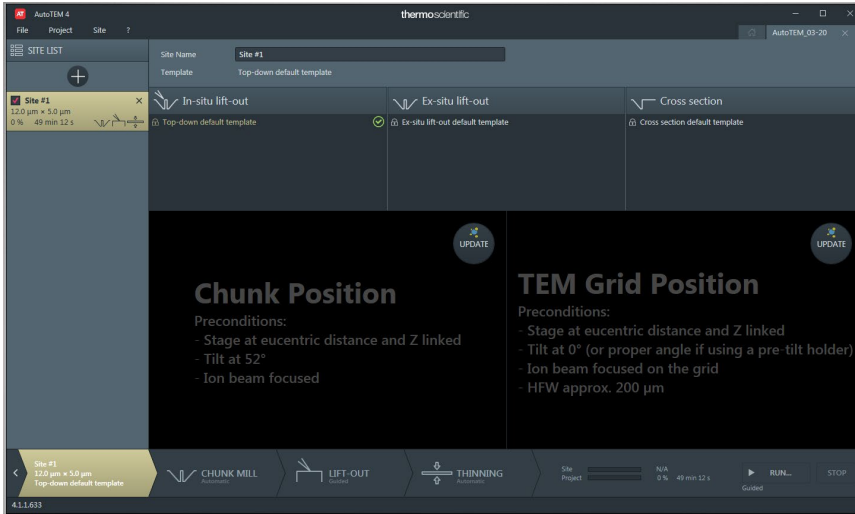 AT AutoTEM 4
thermoscientific
File Project Site ?
AutoTEM_03-20
SITE LIST
Site Name Site #1
Template Top-down default template
Site #1
12.0 µm × 5.0 µm
0 % 49 min 12 s
In-situ lift-out
Top-down default template
Ex-situ lift-out
Ex-situ lift-out default template
Cross section
Cross section default template
UPDATE
Chunk Position
Preconditions:
- Stage at eucentric distance and Z linked
- Tilt at 52°
- Ion beam focused
UPDATE
TEM Grid Position
Preconditions:
- Stage at eucentric distance and Z linked
- Tilt at 0° (or proper angle if using a pre-tilt holder)
- Ion beam focused on the grid
- HFW approx. 200 µm
Site #1
12.0 µm × 5.0 µm
Top-down default template
CHUNK MILL
Automatic
LIFT-OUT
Guided
THINNING
Automatic
Site N/A
Project 0 % 49 min 12 s
RUN...
Guided
STOP
4.1.1.633